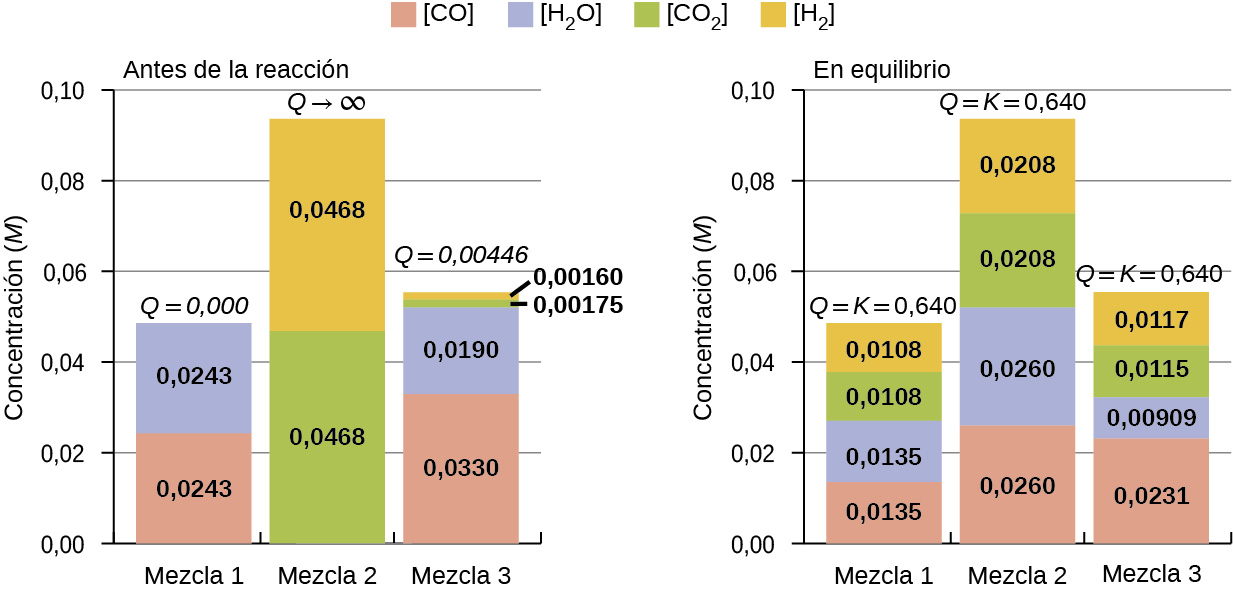 [CO] [H₂O] [CO₂] [H₂]
Antes de la reacción
Concentración (M)
0,10
0,08
0,06
0,04
0,02
0,00
Q = 0,000
0,0243
0,0243
Q → ∞
0,0468
0,0468
Q = 0,00446
0,00160
0,00175
0,0190
0,0330
Mezcla 1 Mezcla 2 Mezcla 3
En equilibrio
Concentración (M)
0,10
0,08
0,06
0,04
0,02
0,00
Q = K = 0,640
0,0108
0,0108
0,0135
0,0135
Q = K = 0,640
0,0208
0,0208
0,0260
0,0260
Q = K = 0,640
0,0117
0,0115
0,00909
0,0231
Mezcla 1 Mezcla 2 Mezcla 3